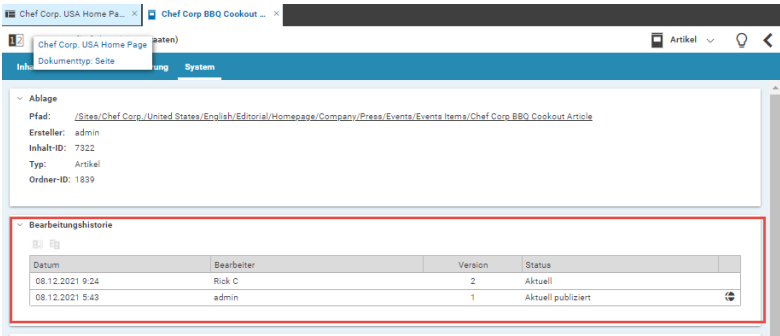 Chef Corp. USA Home Pa... ×
Chef Corp BBQ Cookout ... ×
12
aaten)
Artikel
Chef Corp. USA Home Page
Dokumenttyp: Seite
Inha
rung
System
Ablage
Pfad: /Sites/Chef Corp./United States/English/Editorial/Homepage/Company/Press/Events/Events Items/Chef Corp BBQ Cookout Article
Ersteller: admin
Inhalt-ID: 7322
Typ: Artikel
Ordner-ID: 1839
Bearbeitungshistorie
Datum Bearbeiter Version Status
08.12.2021 9:24 Rick C 2 Aktuell
08.12.2021 5:43 admin 1 Aktuell publiziert